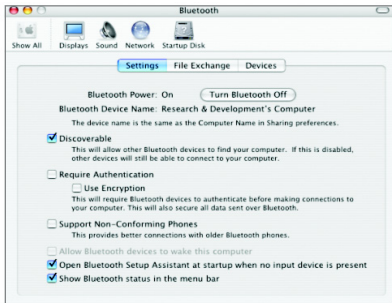 Bluetooth
Show All Displays Sound Network Startup Disk
Settings File Exchange Devices
Bluetooth Power: On Turn Bluetooth Off
Bluetooth Device Name: Research & Development's Computer
The device name is the same as the Computer Name in Sharing preferences.
Discoverable
This will allow other Bluetooth devices to find your computer. If this is disabled,
other devices will still be able to connect to your computer.
Require Authentication
Use Encryption
This will require Bluetooth devices to authenticate before making connections to
your computer. This will also secure all data sent over Bluetooth.
Support Non-Conforming Phones
This provides better connections with older Bluetooth phones.
Allow Bluetooth devices to wake this computer
Open Bluetooth Setup Assistant at startup when no input device is present
Show Bluetooth status in the menu bar